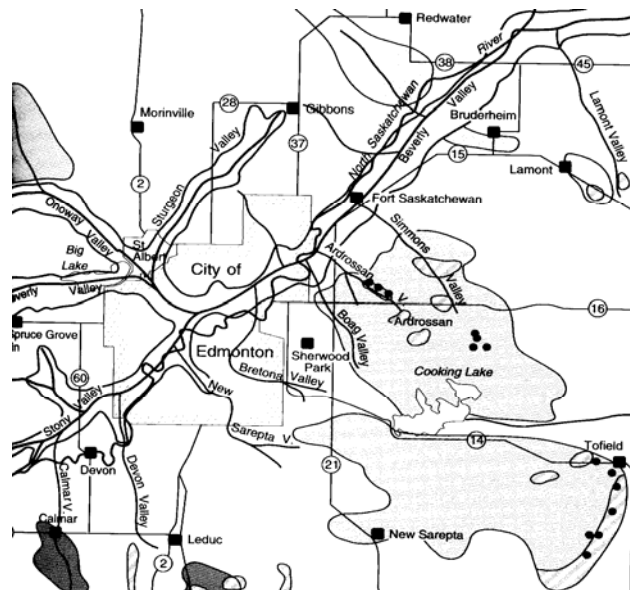 Redwater
River
38
45
Morinville
28
Gibbons
Saskatchewan
Valley
Bruderheim
Lamont Valley
Valley
37
North
Beverly
15
Lamont
2
Sturgeon
Fort Saskatchewan
Onoway
Valley
St
Albert
Simmons
Valley
Big
Lake
City of
Ardrossan
V.
Valley
16
Ardrossan
Spruce Grove
Boag Valley
Edmonton
Sherwood
Park
Cooking Lake
60
New
Bretona Valley
Stony Valley
Sarepta V.
14
Tofield
21
Devon
Calmar V.
Devon Valley
Calmar
Leduc
New Sarepta
2